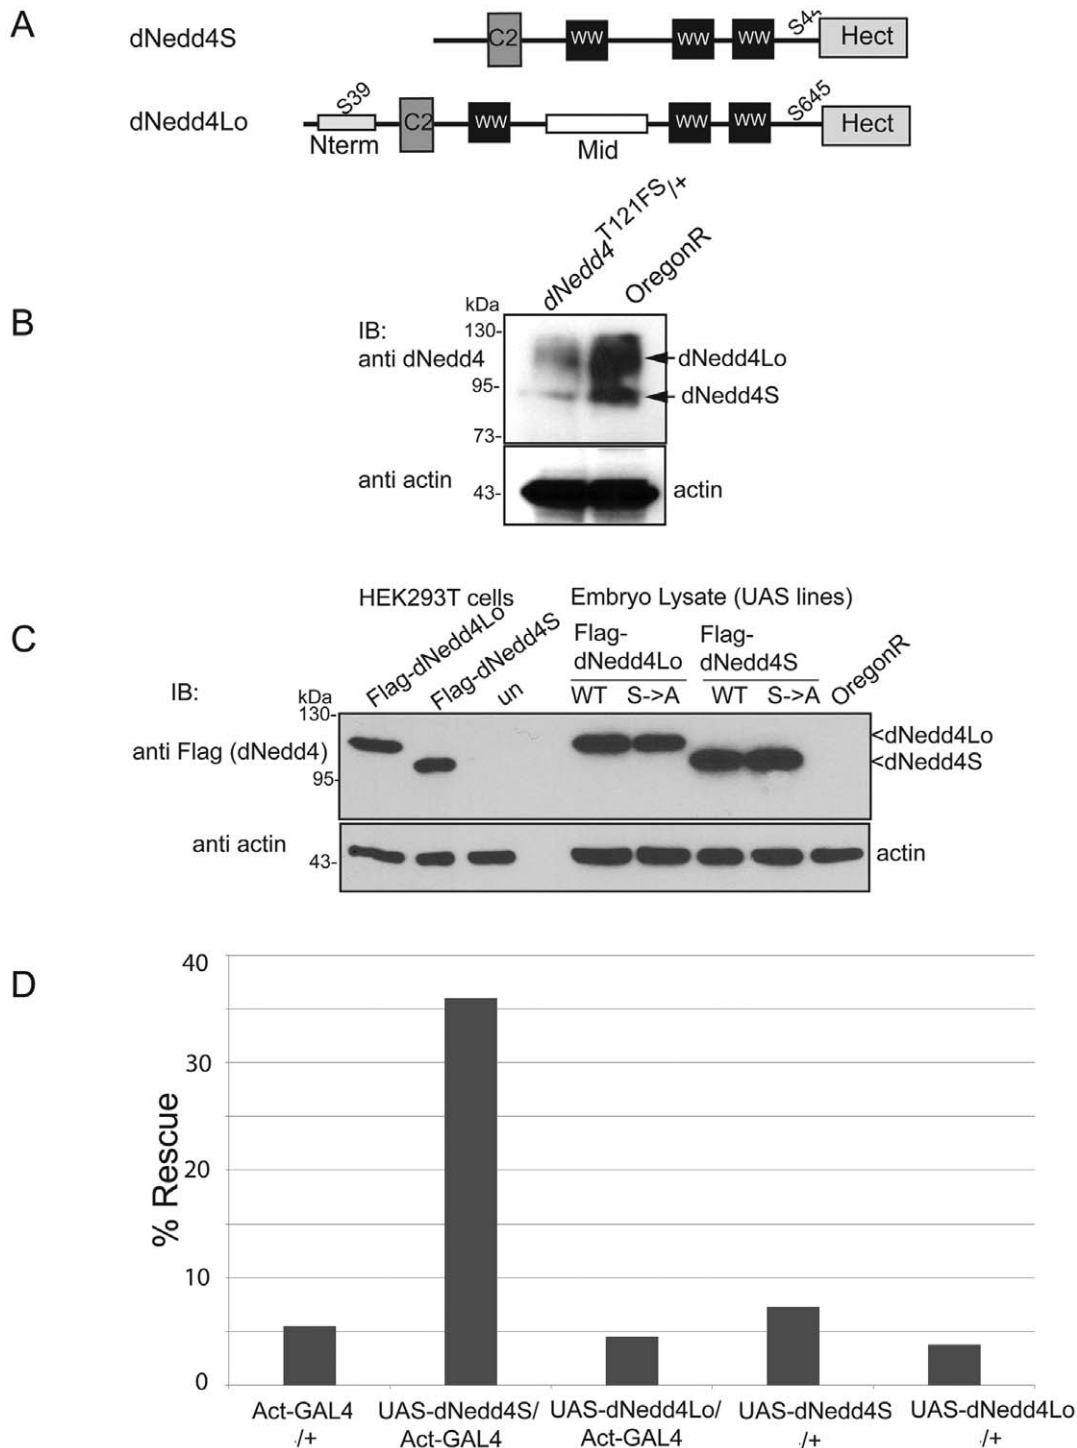 A
dNedd4S
C2
WW
WW
WW
Hect
dNedd4Lo
S39
Nterm
C2
WW
Mid
WW
WW
S645
Hect
dNedd4T121FS/+
OregonR
B
kDa
IB:
anti dNedd4
130-
95-
73-
dNedd4Lo
dNedd4S
anti actin
43-
actin
C
HEK293T cells
Embryo Lysate (UAS lines)
Flag-dNedd4Lo
Flag-dNedd4S
un
Flag-
dNedd4Lo
Flag-
dNedd4S
OregonR
WT
S->A
WT
S->A
IB:
kDa
130-
anti Flag (dNedd4)
95-
<dNedd4Lo
<dNedd4S
anti actin
43-
actin
D
% Rescue
40
30
20
10
0
Act-GAL4
/+
UAS-dNedd4S/
Act-GAL4
UAS-dNedd4Lo/
Act-GAL4
UAS-dNedd4S
/+
UAS-dNedd4Lo
/+